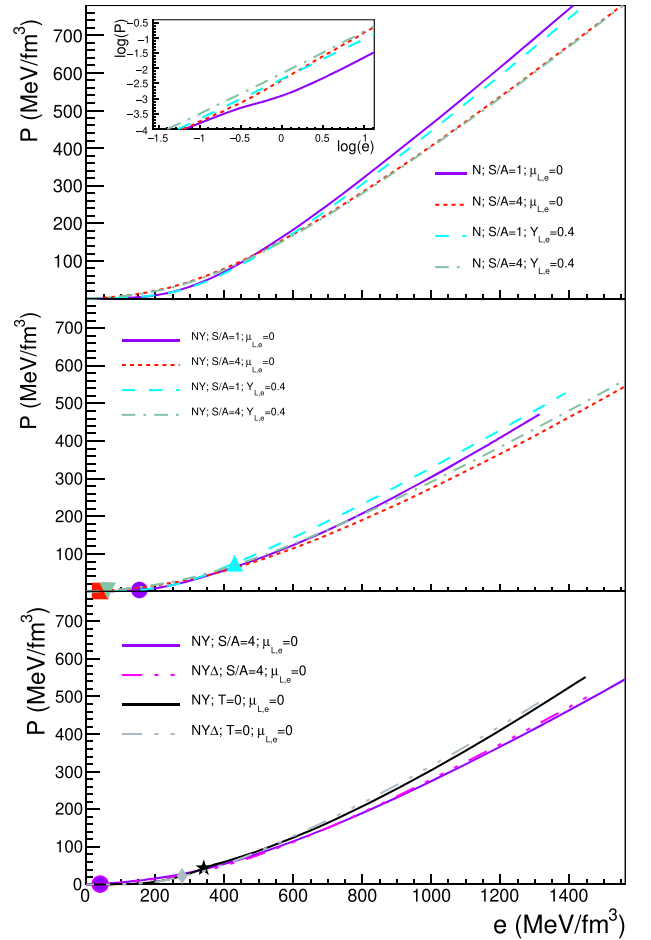 P (MeV/fm³)
700
600
500
400
300
200
100
log(P)
−0.5
−1
−1.5
−2
−2.5
−3
−3.5
−4
−1.5 −1 −0.5 0 0.5 1
log(e)
N; S/A=1; μL,e=0
N; S/A=4; μL,e=0
N; S/A=1; YL,e=0.4
N; S/A=4; YL,e=0.4
P (MeV/fm³)
700
600
500
400
300
200
100
NY; S/A=1; μL,e=0
NY; S/A=4; μL,e=0
NY; S/A=1; YL,e=0.4
NY; S/A=4; YL,e=0.4
P (MeV/fm³)
700
600
500
400
300
200
100
0
NY; S/A=4; μL,e=0
NYΔ; S/A=4; μL,e=0
NY; T=0; μL,e=0
NYΔ; T=0; μL,e=0
0 200 400 600 800 1000 1200 1400
e (MeV/fm³)